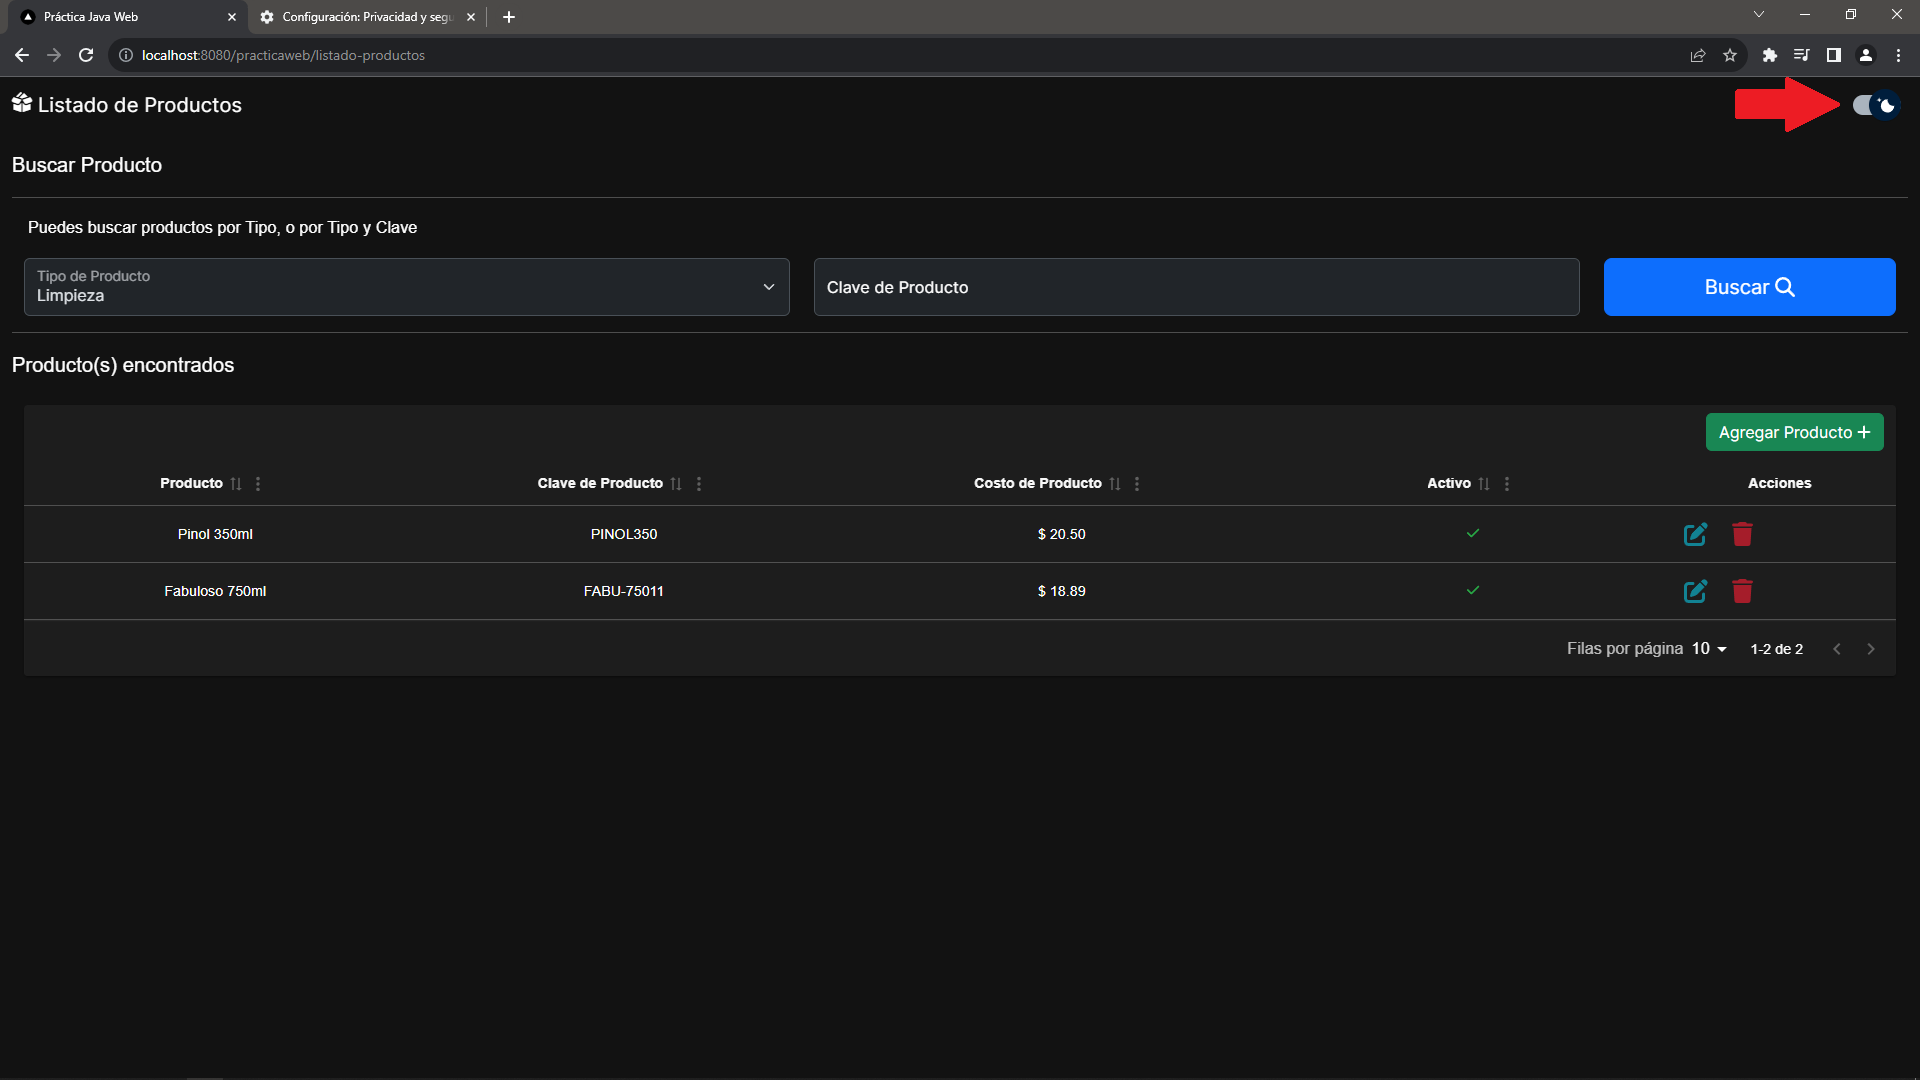 Práctica Java Web
Configuración: Privacidad y segu
localhost:8080/practicaweb/listado-productos
Listado de Productos
Buscar Producto
Puedes buscar productos por Tipo, o por Tipo y Clave
Tipo de Producto
Limpieza
Clave de Producto
Buscar
Producto(s) encontrados
Agregar Producto +
Producto Clave de Producto Costo de Producto Activo Acciones
Pinol 350ml PINOL350 $ 20.50
Fabuloso 750ml FABU-75011 $ 18.89
Filas por página 10 1-2 de 2